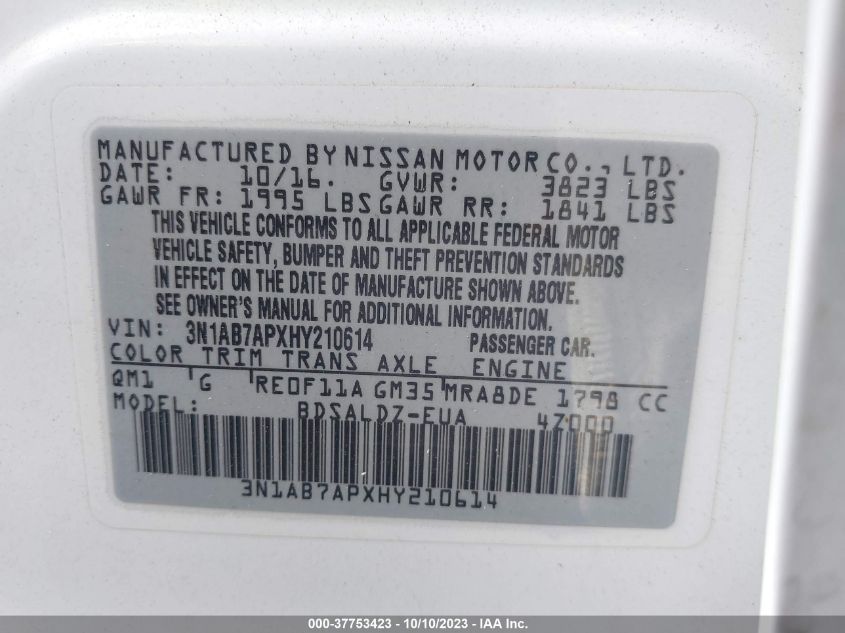 MANUFACTURED BY NISSAN MOTOR CO., LTD.
DATE: 10/16. GVWR: 3823 LBS
GAWR FR: 1995 LBS GAWR RR: 1841 LBS
THIS VEHICLE CONFORMS TO ALL APPLICABLE FEDERAL MOTOR
VEHICLE SAFETY, BUMPER AND THEFT PREVENTION STANDARDS
IN EFFECT ON THE DATE OF MANUFACTURE SHOWN ABOVE.
SEE OWNER'S MANUAL FOR ADDITIONAL INFORMATION.
VIN: 3N1AB7APXHY210614 PASSENGER CAR.
COLOR TRIM TRANS AXLE ENGINE
QM1 G RE0F11A GM35 MRA8DE 1798 CC
MODEL: BDSALDZ-EUA 4Z000
3N1AB7APXHY210614
000-37753423 - 10/10/2023 - IAA Inc.